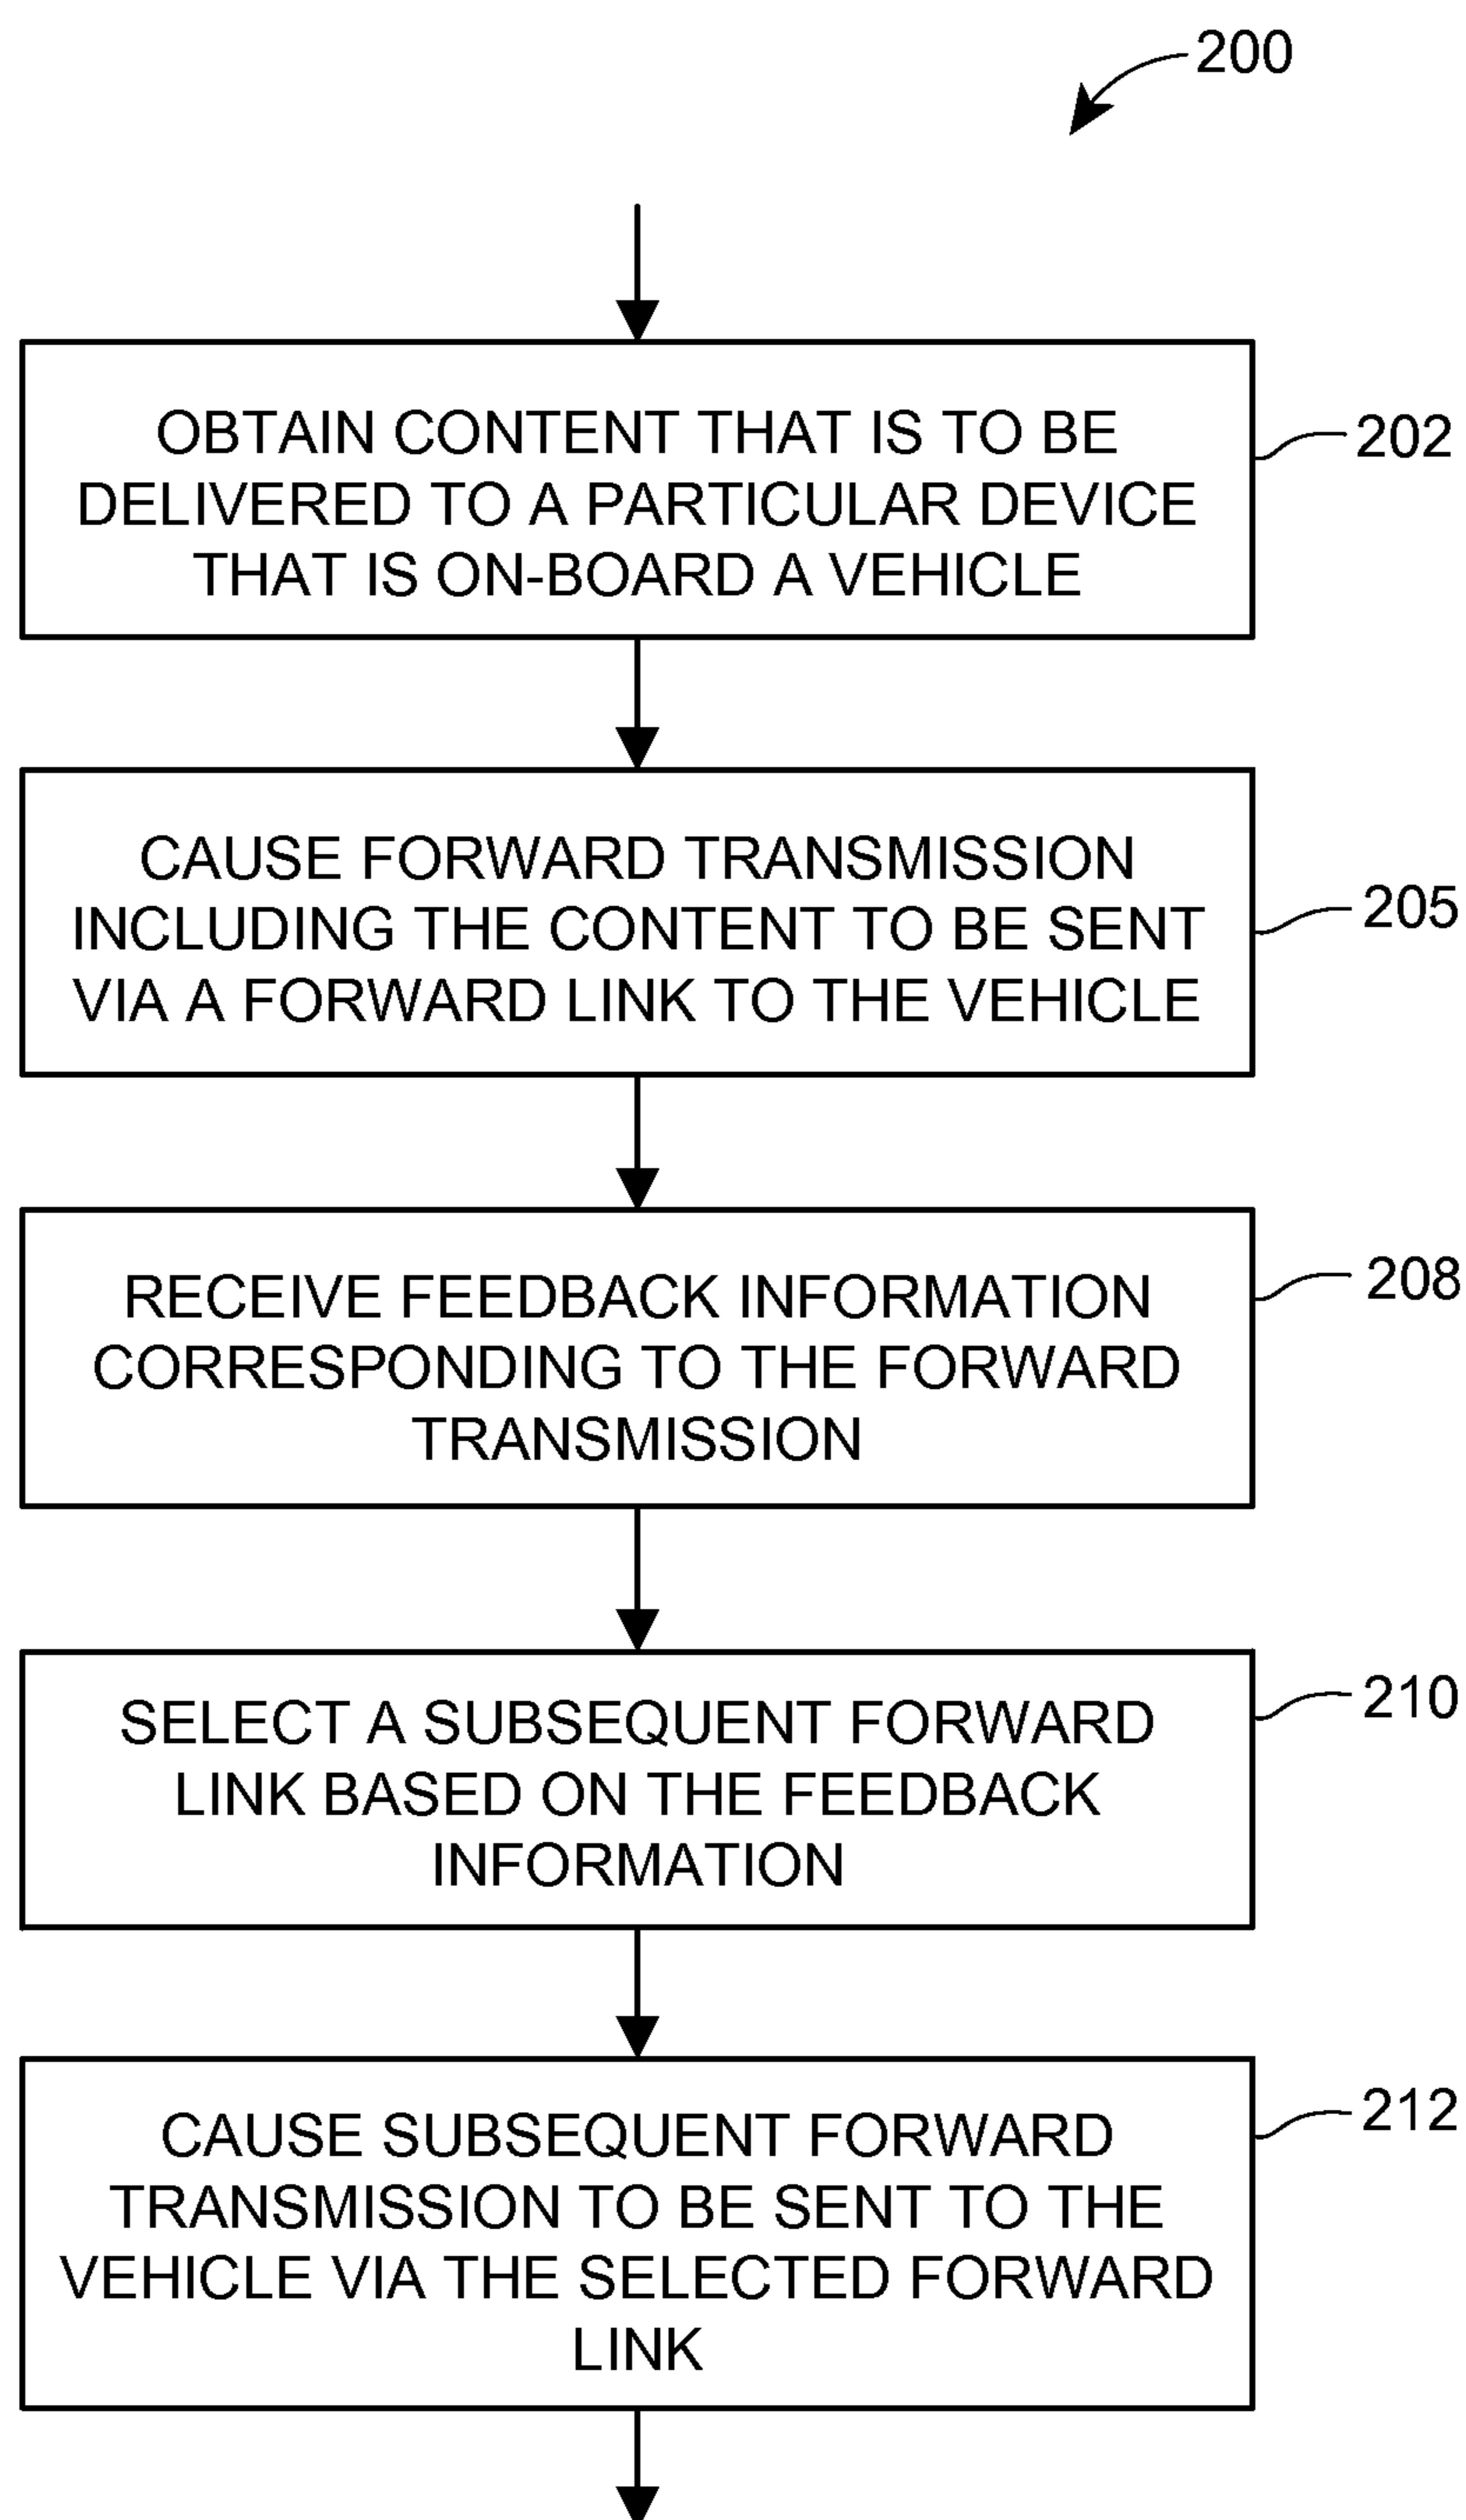 200
OBTAIN CONTENT THAT IS TO BE
DELIVERED TO A PARTICULAR DEVICE
THAT IS ON-BOARD A VEHICLE
202
CAUSE FORWARD TRANSMISSION
INCLUDING THE CONTENT TO BE SENT
VIA A FORWARD LINK TO THE VEHICLE
205
RECEIVE FEEDBACK INFORMATION
CORRESPONDING TO THE FORWARD
TRANSMISSION
208
SELECT A SUBSEQUENT FORWARD
LINK BASED ON THE FEEDBACK
INFORMATION
210
CAUSE SUBSEQUENT FORWARD
TRANSMISSION TO BE SENT TO THE
VEHICLE VIA THE SELECTED FORWARD
LINK
212